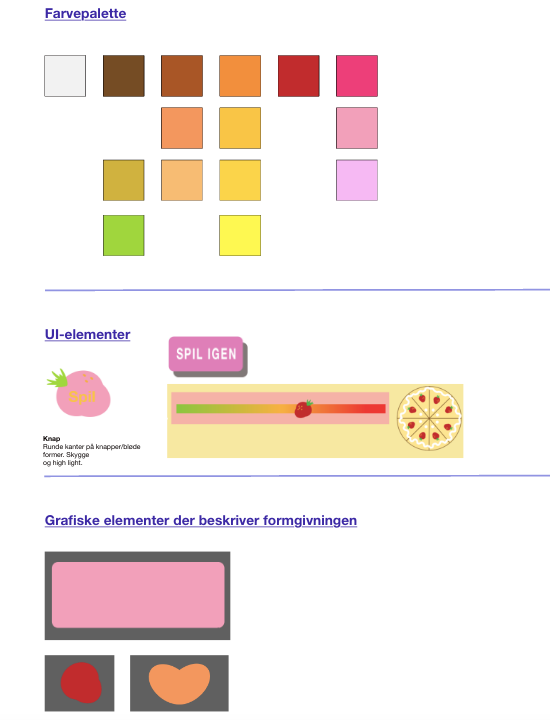 Farvepalette
UI-elementer
SPIL IGEN
Spil
Knap
Runde kanter på knapper/bløde
former. Skygge
og high light.
Grafiske elementer der beskriver formgivningen